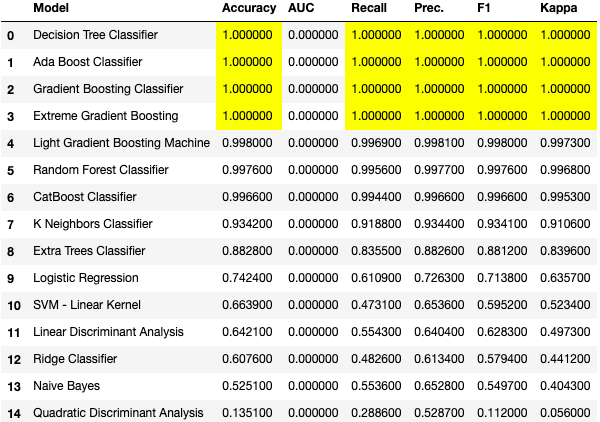 Model Accuracy AUC Recall Prec. F1 Kappa
0 Decision Tree Classifier 1.000000 0.000000 1.000000 1.000000 1.000000 1.000000
1 Ada Boost Classifier 1.000000 0.000000 1.000000 1.000000 1.000000 1.000000
2 Gradient Boosting Classifier 1.000000 0.000000 1.000000 1.000000 1.000000 1.000000
3 Extreme Gradient Boosting 1.000000 0.000000 1.000000 1.000000 1.000000 1.000000
4 Light Gradient Boosting Machine 0.998000 0.000000 0.996900 0.998100 0.998000 0.997300
5 Random Forest Classifier 0.997600 0.000000 0.995600 0.997700 0.997600 0.996800
6 CatBoost Classifier 0.996600 0.000000 0.994400 0.996600 0.996600 0.995300
7 K Neighbors Classifier 0.934200 0.000000 0.918800 0.934400 0.934100 0.910600
8 Extra Trees Classifier 0.882800 0.000000 0.835500 0.882600 0.881200 0.839600
9 Logistic Regression 0.742400 0.000000 0.610900 0.726300 0.713800 0.635700
10 SVM - Linear Kernel 0.663900 0.000000 0.473100 0.653600 0.595200 0.523400
11 Linear Discriminant Analysis 0.642100 0.000000 0.554300 0.640400 0.628300 0.497300
12 Ridge Classifier 0.607600 0.000000 0.482600 0.613400 0.579400 0.441200
13 Naive Bayes 0.525100 0.000000 0.553600 0.652800 0.549700 0.404300
14 Quadratic Discriminant Analysis 0.135100 0.000000 0.288600 0.528700 0.112000 0.056000